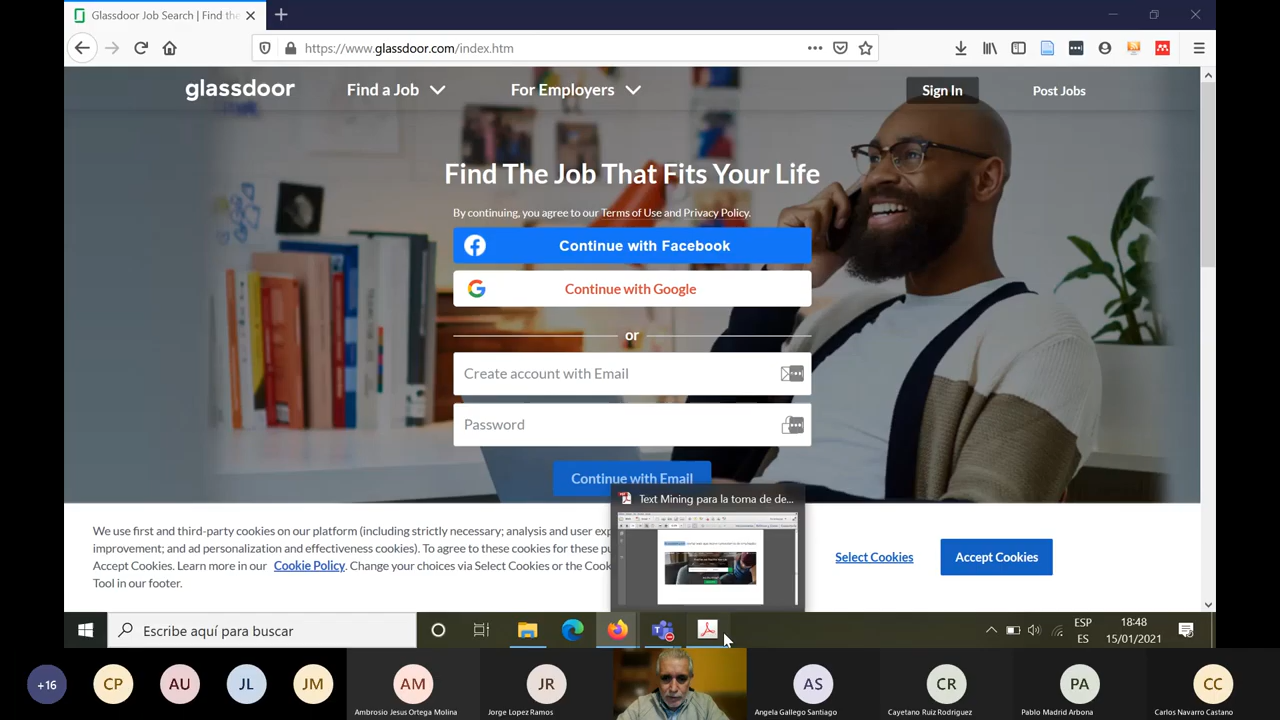 Glassdoor Job Search | Find the
https://www.glassdoor.com/index.htm
glassdoor
Find a Job
For Employers
Sign In
Post Jobs
Find The Job That Fits Your Life
By continuing, you agree to our Terms of Use and Privacy Policy.
Continue with Facebook
Continue with Google
or
Create account with Email
Password
Continue with Email
Text Mining para la toma de de...
We use first and third-party cookies on our platform (including strictly necessary; analysis and user exp
improvement; and ad personalization and effectiveness cookies). To agree to these cookies for these pu
Accept Cookies. Learn more in our Cookie Policy. Change your choices via Select Cookies or the Cook
Tool in our footer.
Select Cookies
Accept Cookies
Escribe aquí para buscar
ESP
ES
18:48
15/01/2021
+16
CP
AU
JL
JM
AM
Ambrosio Jesus Ortega Molina
JR
Jorge Lopez Ramos
AS
Angela Gallego Santiago
CR
Cayetano Ruiz Rodriguez
PA
Pablo Madrid Arbona
CC
Carlos Navarro Castano